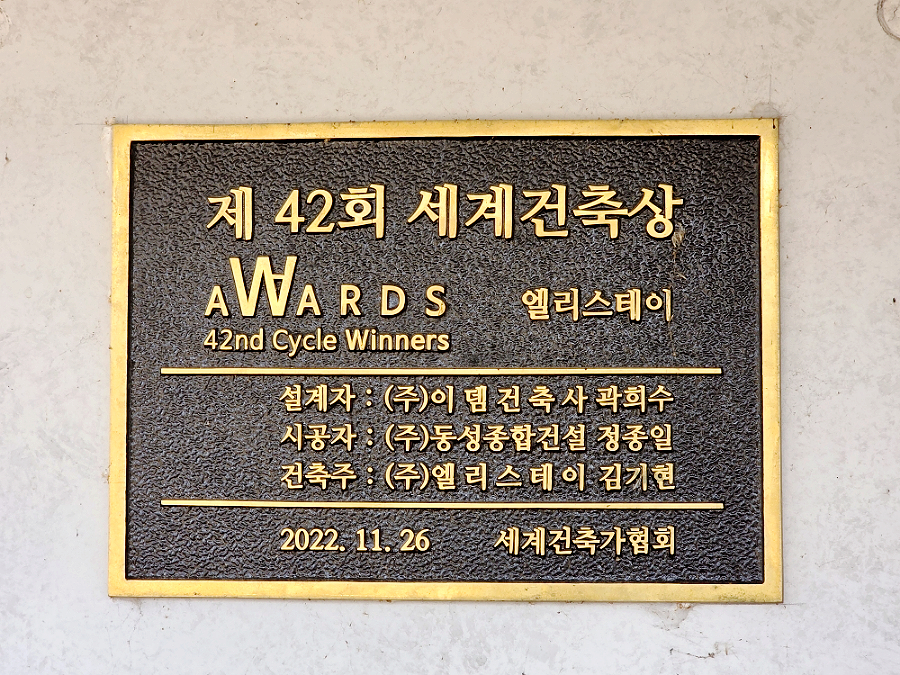 제 42회 세계건축상
AWARDS 엘리스테이
42nd Cycle Winners
설계자 : (주)이뎀건축사 곽희수
시공자 : (주)동성종합건설 정종일
건축주 : (주)엘리스테이 김기현
2022. 11. 26 세계건축가협회